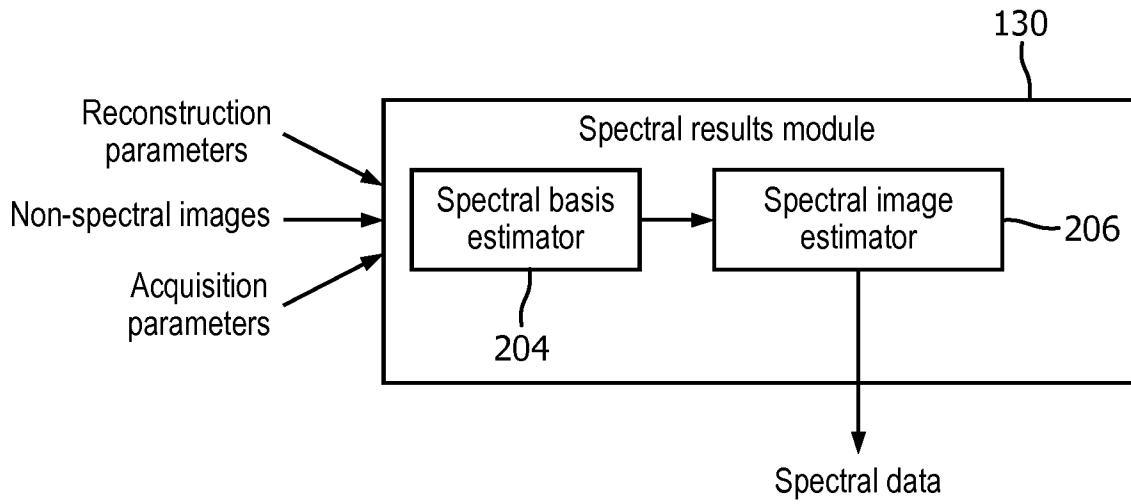 130
Reconstruction
parameters
Spectral results module
Non-spectral images
Spectral basis
estimator
Spectral image
estimator
206
Acquisition
parameters
204
Spectral data